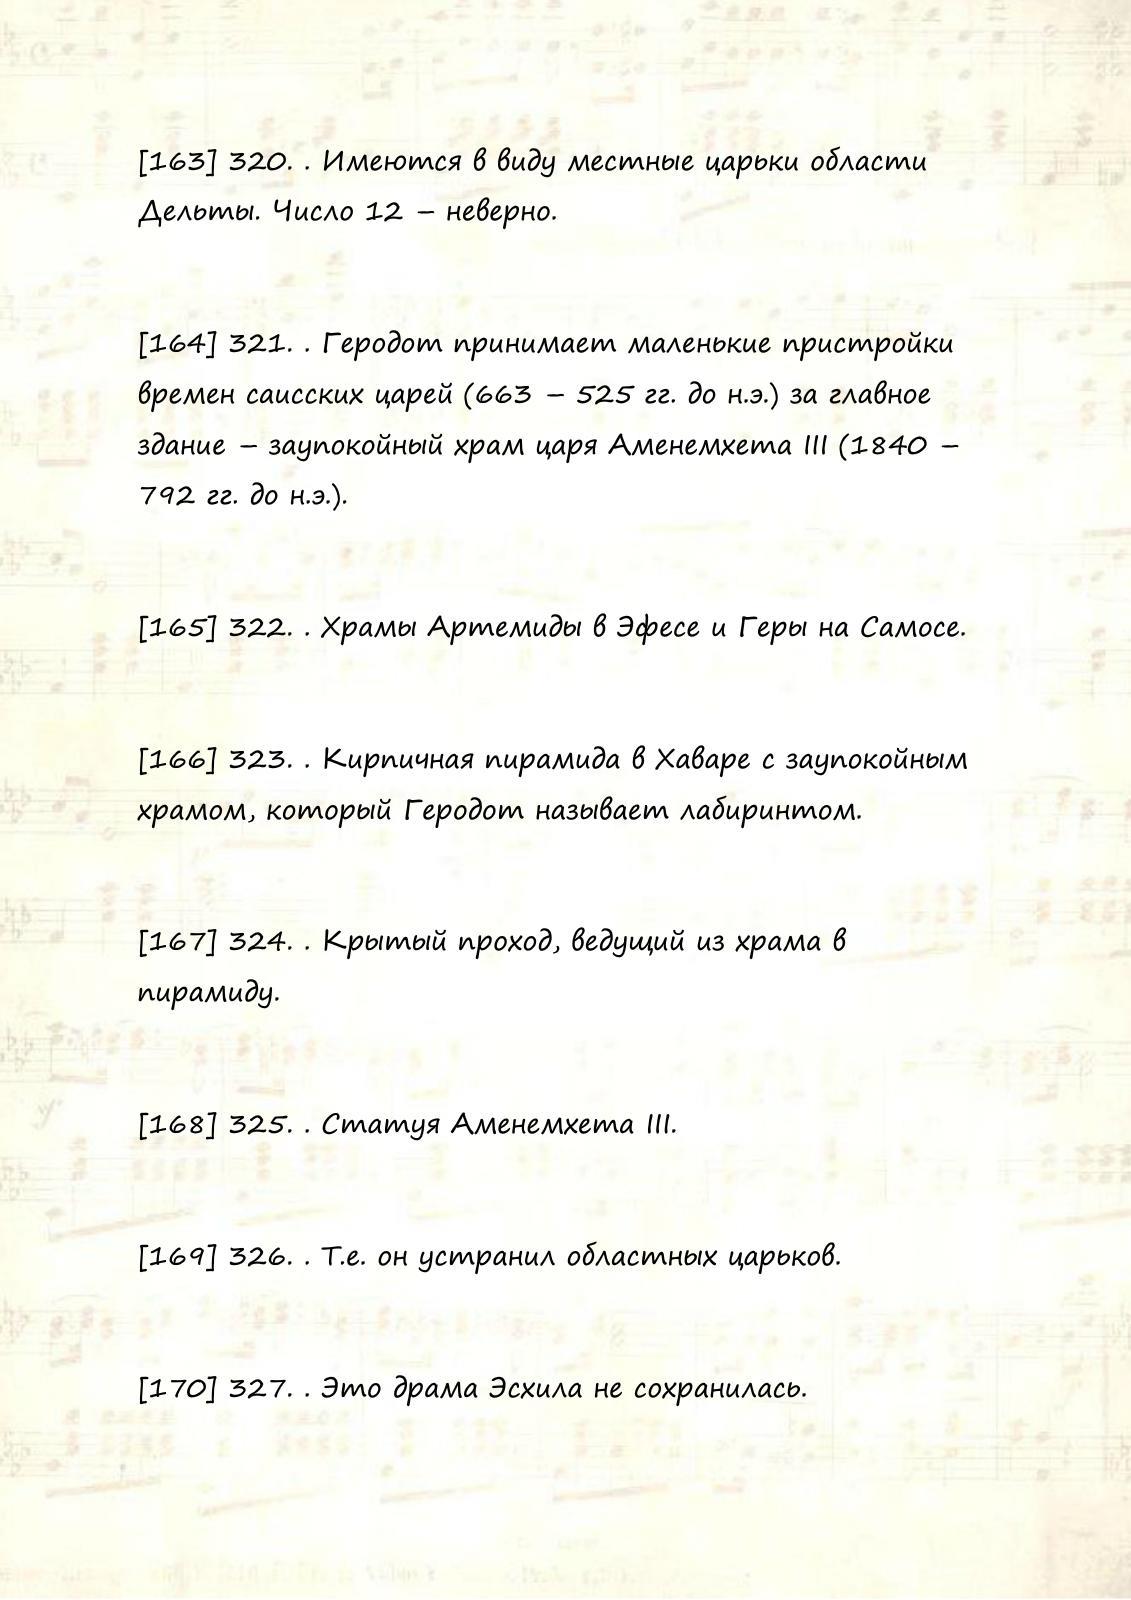 [163] 320. . Имеются в виду местные царьки области
Дельты. Число 12 – неверно.
[164] 321. . Геродот принимает маленькие пристройки
времен саисских царей (663 – 525 гг. до н.э.) за главное
здание – заупокойный храм царя Аменемхета III (1840 –
792 гг. до н.э.).
[165] 322. . Храмы Артемиды в Эфесе и Геры на Самосе.
[166] 323. . Кирпичная пирамида в Хаваре с заупокойным
храмом, который Геродот называет лабиринтом.
[167] 324. . Крытый проход, ведущий из храма в
пирамиду.
[168] 325. . Статуя Аменемхета III.
[169] 326. . Т.е. он устранил областных царьков.
[170] 327. . Это драма Эсхила не сохранилась.